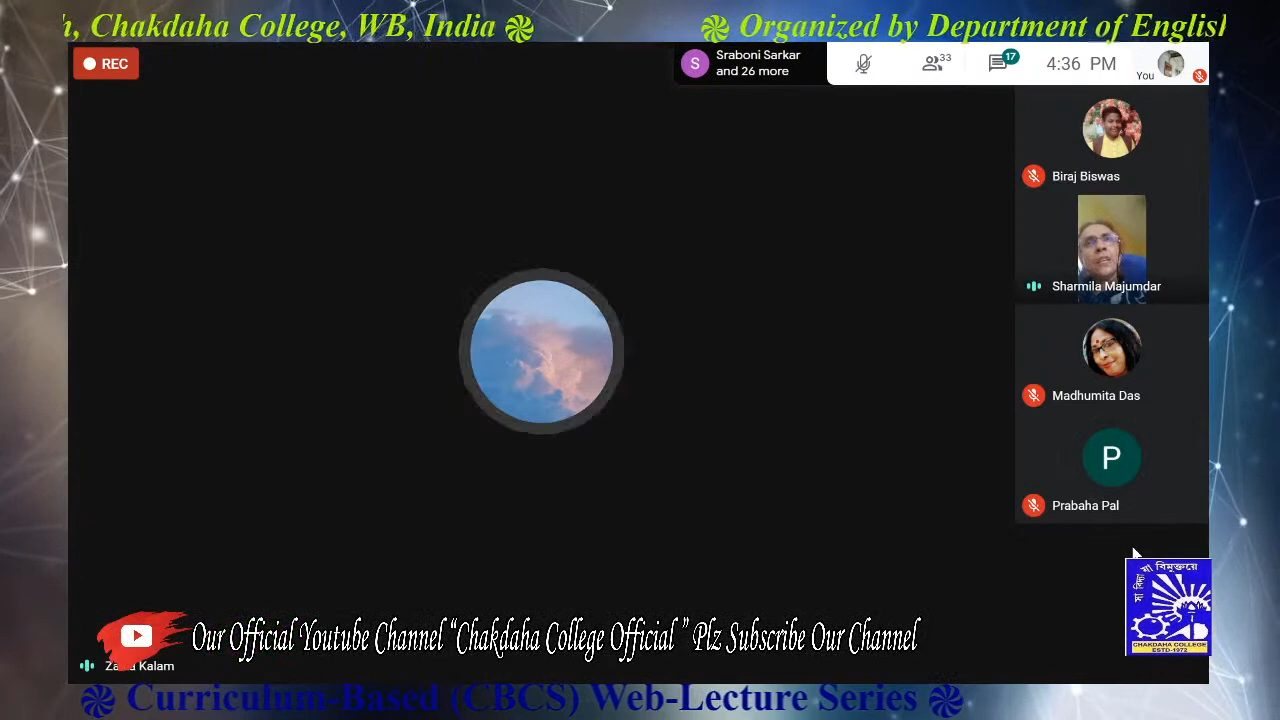 h, Chakdaha College, WB, India ֍ ֍ Organized by Department of English
REC
S
Sraboni Sarkar
and 26 more
33
17
4:36 PM
You
Biraj Biswas
Sharmila Majumdar
Madhumita Das
P
Prabaha Pal
Our Official Youtube Channel “Chakdaha College Official ” Plz Subscribe Our Channel
Kalam
CHAKDAHA COLLEGE
ESTD-1972
֍ Curriculum-Based (CBCS) Web-Lecture Series ֍